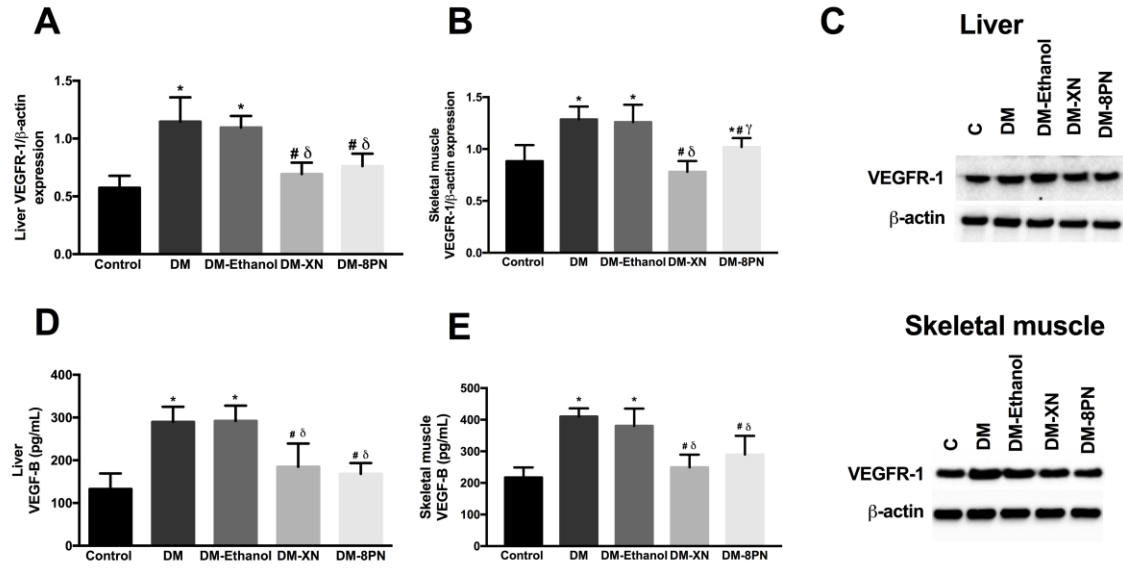 A
Liver VEGFR-1/β-actin
expression
1.5
1.0
0.5
0.0
*
*
# δ
# δ
Control DM DM-Ethanol DM-XN DM-8PN
B
Skeletal muscle
VEGFR-1/β-actin expression
1.5
1.0
0.5
0.0
*
*
# δ
*# γ
Control DM DM-Ethanol DM-XN DM-8PN
C
Liver
C DM DM-Ethanol DM-XN DM-8PN
VEGFR-1
β-actin
D
Liver
VEGF-B (pg/mL)
400
300
200
100
0
*
*
# δ
# δ
Control DM DM-Ethanol DM-XN DM-8PN
E
Skeletal muscle
VEGF-B (pg/mL)
500
400
300
200
100
0
*
*
# δ
# δ
Control DM DM-Ethanol DM-XN DM-8PN
Skeletal muscle
C DM DM-Ethanol DM-XN DM-8PN
VEGFR-1
β-actin